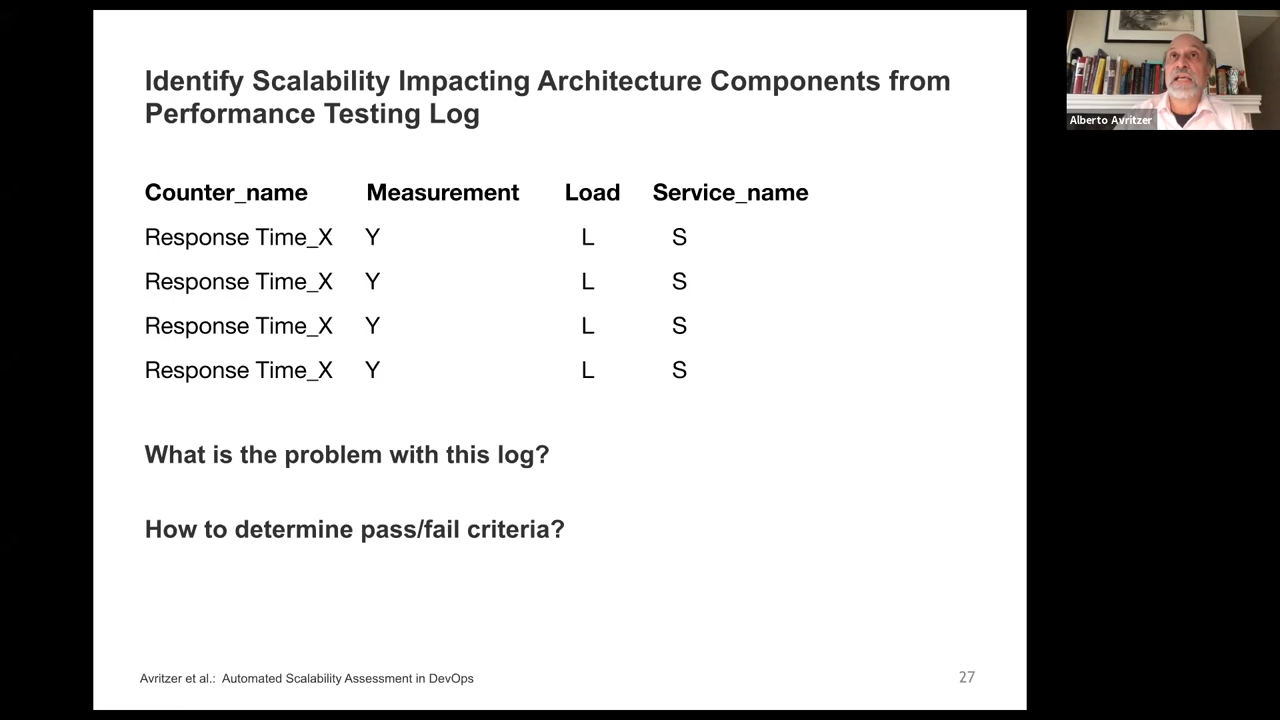 Identify Scalability Impacting Architecture Components from
Performance Testing Log
Counter_name Measurement Load Service_name
Response Time_X Y L S
Response Time_X Y L S
Response Time_X Y L S
Response Time_X Y L S
What is the problem with this log?
How to determine pass/fail criteria?
Avritzer et al.: Automated Scalability Assessment in DevOps
27
Alberto Avritzer